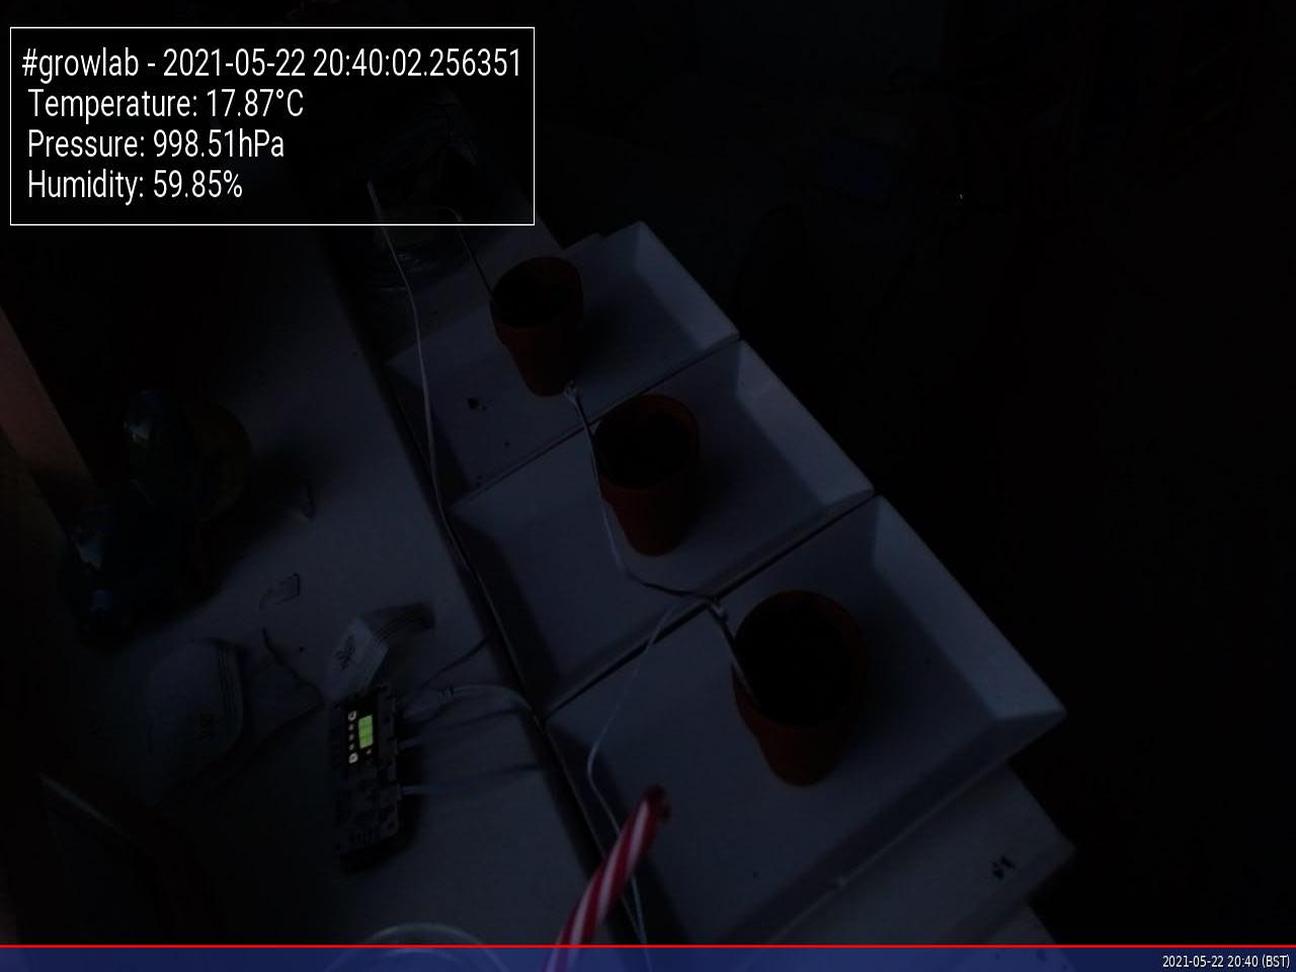 #growlab - 2021-05-22 20:40:02.256351
Temperature: 17.87°C
Pressure: 998.51hPa
Humidity: 59.85%
2021-05-22 20:40 (BST)